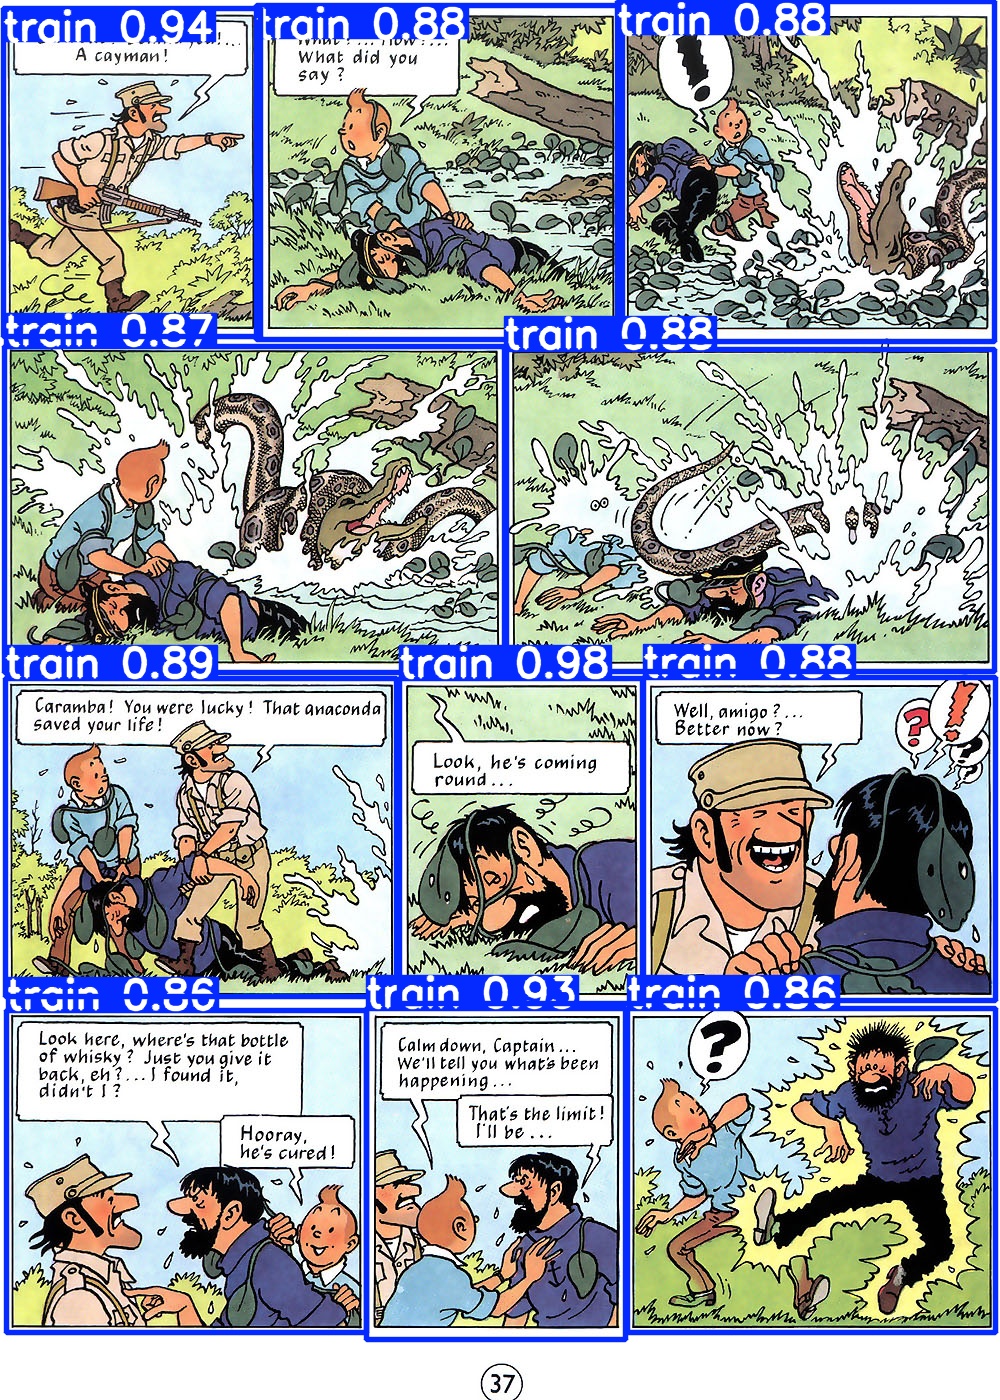 train 0.94
A cayman!
train 0.88
What?... How?...
What did you
say?
train 0.88
!
train 0.87
train 0.88
train 0.89
Caramba! You were lucky! That anaconda
saved your life!
train 0.98
Look, he's coming
round...
train 0.88
Well, amigo?...
Better now?
? ! ?
train 0.86
Look here, where's that bottle
of whisky? Just you give it
back, eh?... I found it,
didn't I?
Hooray,
he's cured!
train 0.93
Calm down, Captain...
We'll tell you what's been
happening...
That's the limit!
I'll be...
train 0.86
?
37